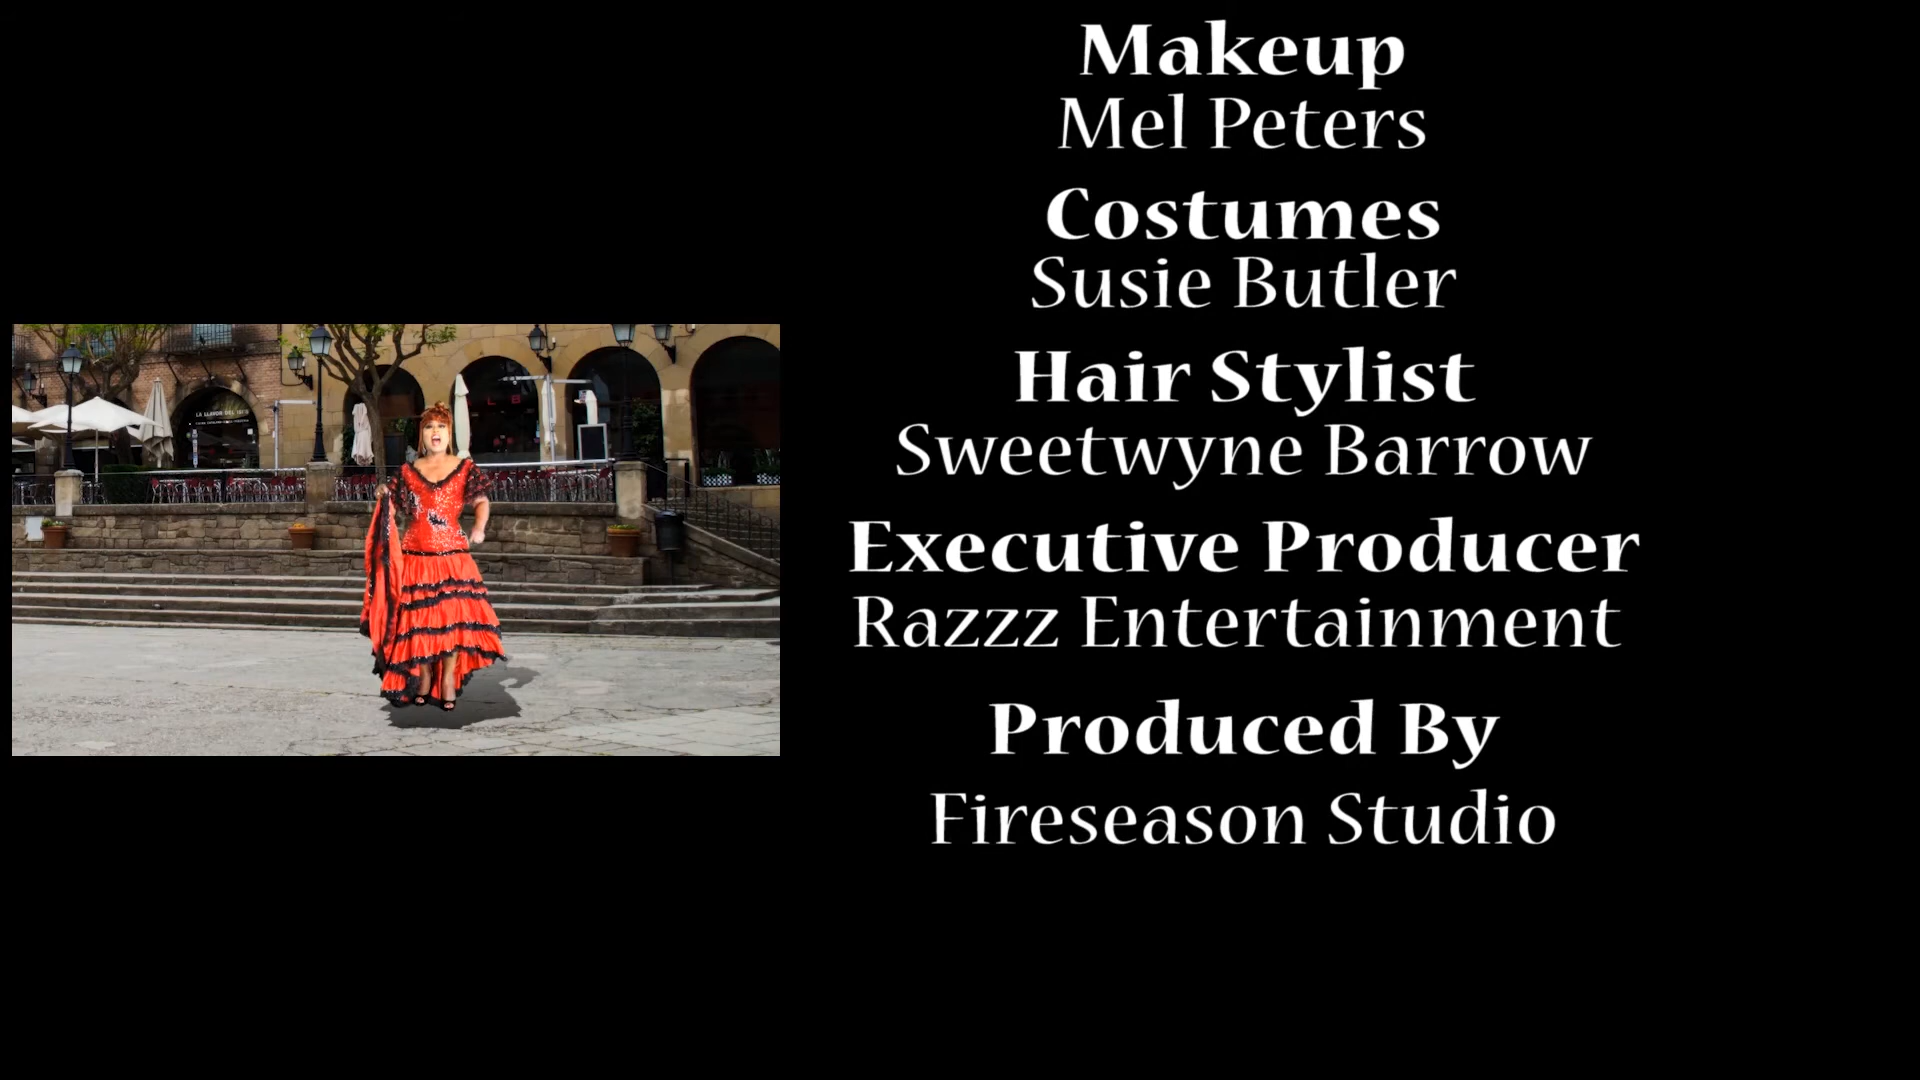 Makeup
Mel Peters
Costumes
Susie Butler
Hair Stylist
Sweetwyne Barrow
Executive Producer
Razzz Entertainment
Produced By
Fireseason Studio